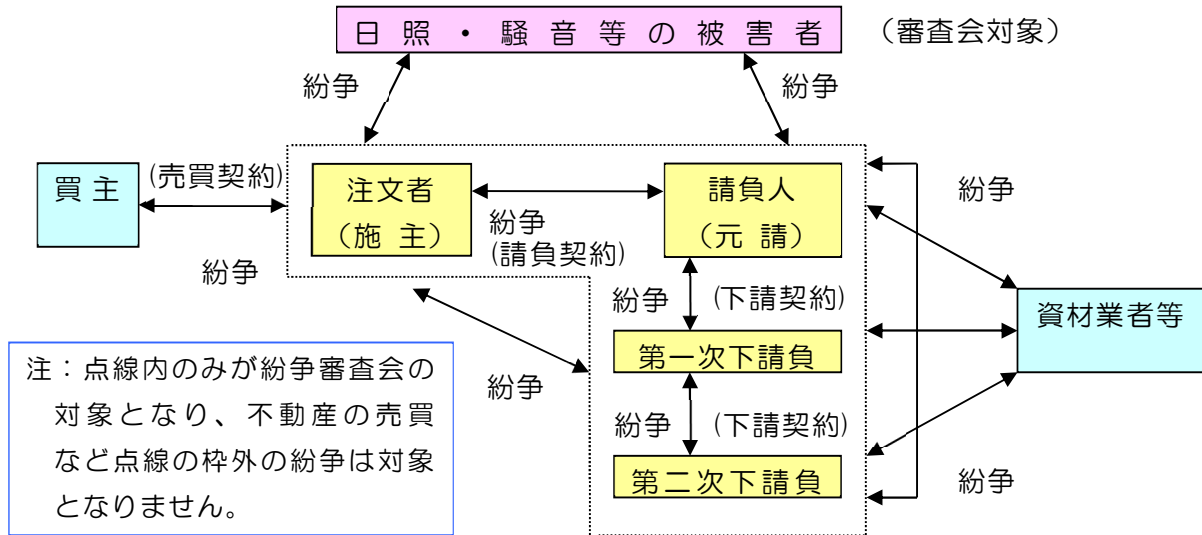 日照・騒音等の被害者
(審査会対象)
紛争
紛争
買主
(売買契約)
注文者
(施主)
請負人
(元請)
紛争
紛争
(請負契約)
紛争
紛争
(下請契約)
資材業者等
第一次下請負
注：点線内のみが紛争審査会の
対象となり、不動産の売買
など点線の枠外の紛争は対象
となりません。
紛争
紛争
(下請契約)
第二次下請負
紛争